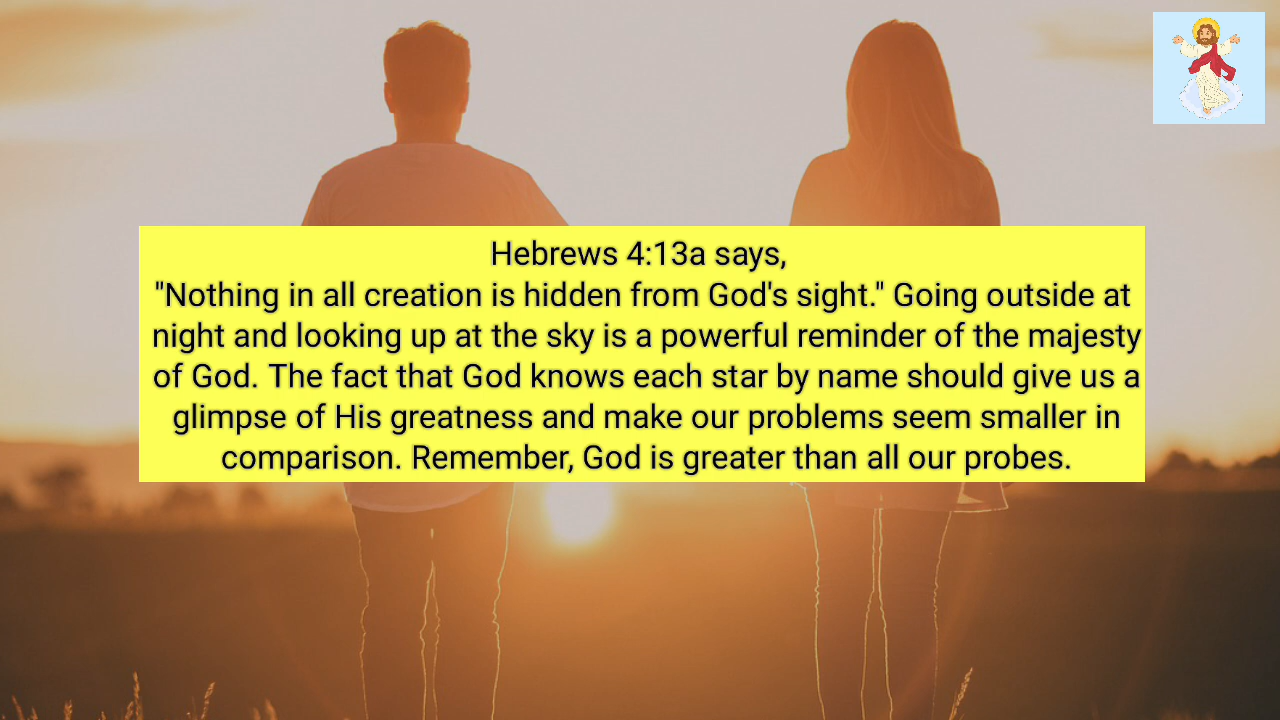 Hebrews 4:13a says,
"Nothing in all creation is hidden from God's sight." Going outside at
night and looking up at the sky is a powerful reminder of the majesty
of God. The fact that God knows each star by name should give us a
glimpse of His greatness and make our problems seem smaller in
comparison. Remember, God is greater than all our probes.